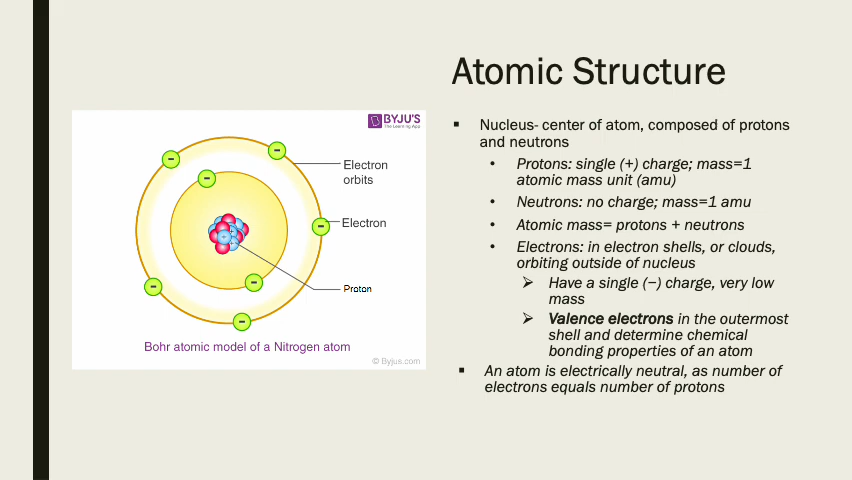 Atomic Structure
BYJU'S
The Learning App
Electron
orbits
Electron
Proton
Bohr atomic model of a Nitrogen atom
© Byjus.com
▪ Nucleus- center of atom, composed of protons
and neutrons
• Protons: single (+) charge; mass=1
atomic mass unit (amu)
• Neutrons: no charge; mass=1 amu
• Atomic mass= protons + neutrons
• Electrons: in electron shells, or clouds,
orbiting outside of nucleus
➢ Have a single (−) charge, very low
mass
➢ Valence electrons in the outermost
shell and determine chemical
bonding properties of an atom
▪ An atom is electrically neutral, as number of
electrons equals number of protons